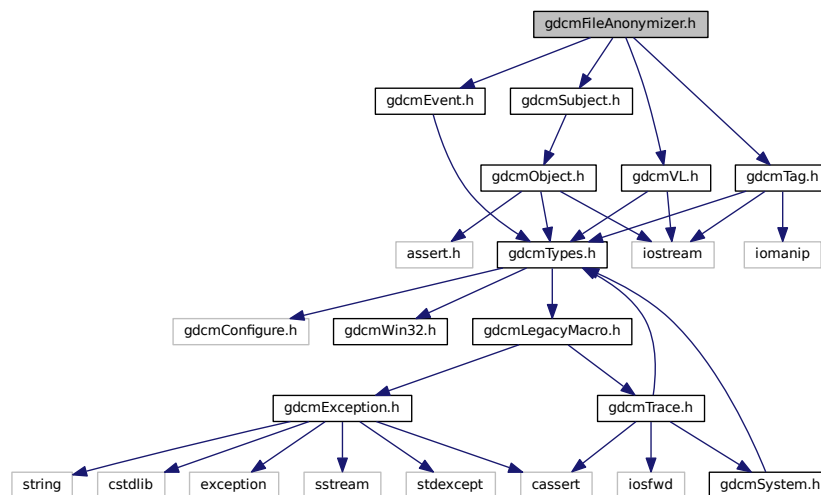 gdcmFileAnonymizer.h
gdcmEvent.h
gdcmSubject.h
gdcmObject.h
gdcmVL.h
gdcmTag.h
assert.h
gdcmTypes.h
iostream
iomanip
gdcmConfigure.h
gdcmWin32.h
gdcmLegacyMacro.h
gdcmException.h
gdcmTrace.h
string
cstdlib
exception
sstream
stdexcept
cassert
iosfwd
gdcmSystem.h